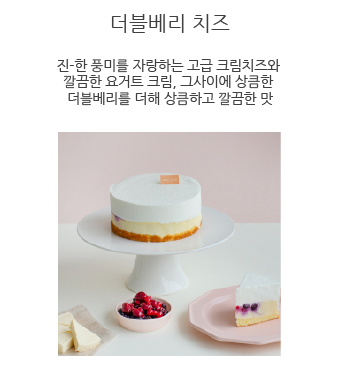 더블베리 치즈
진-한 풍미를 자랑하는 고급 크림치즈와
깔끔한 요거트 크림, 그사이에 상큼한
더블베리를 더해 상큼하고 깔끔한 맛